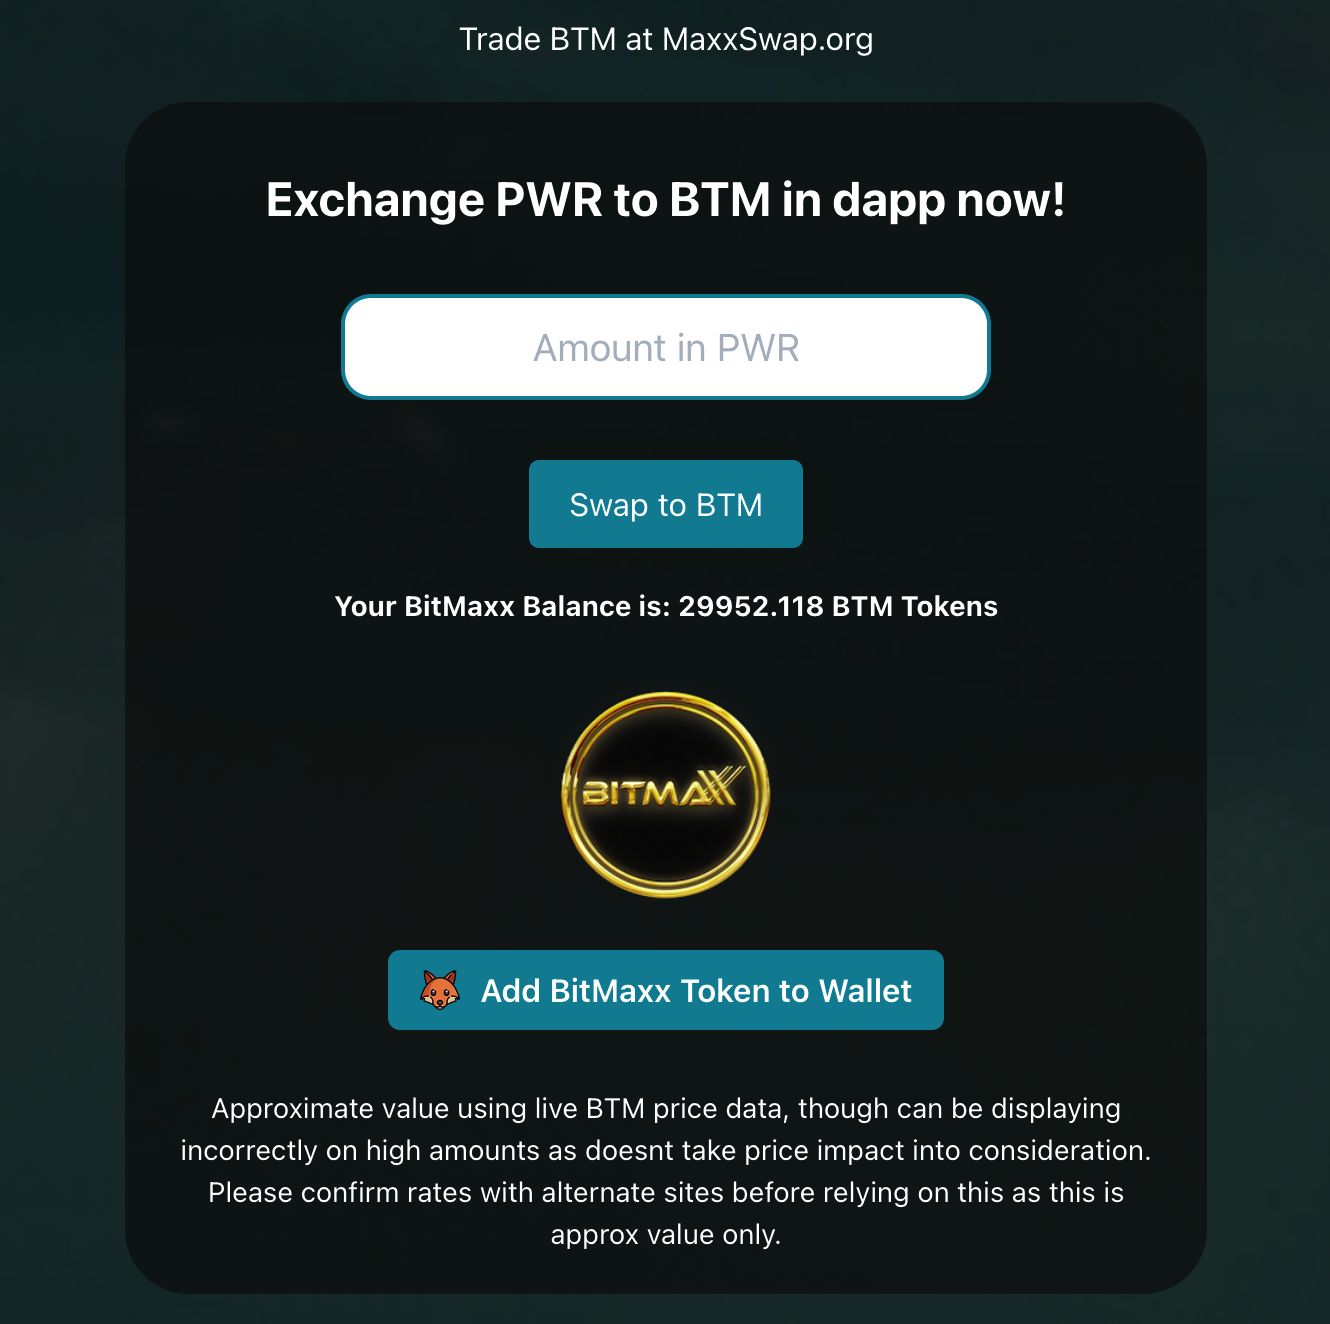 Trade BTM at MaxxSwap.org
Exchange PWR to BTM in dapp now!
Amount in PWR
Swap to BTM
Your BitMaxx Balance is: 29952.118 BTM Tokens
BITMAXX
Add BitMaxx Token to Wallet
Approximate value using live BTM price data, though can be displaying
incorrectly on high amounts as doesnt take price impact into consideration.
Please confirm rates with alternate sites before relying on this as this is
approx value only.